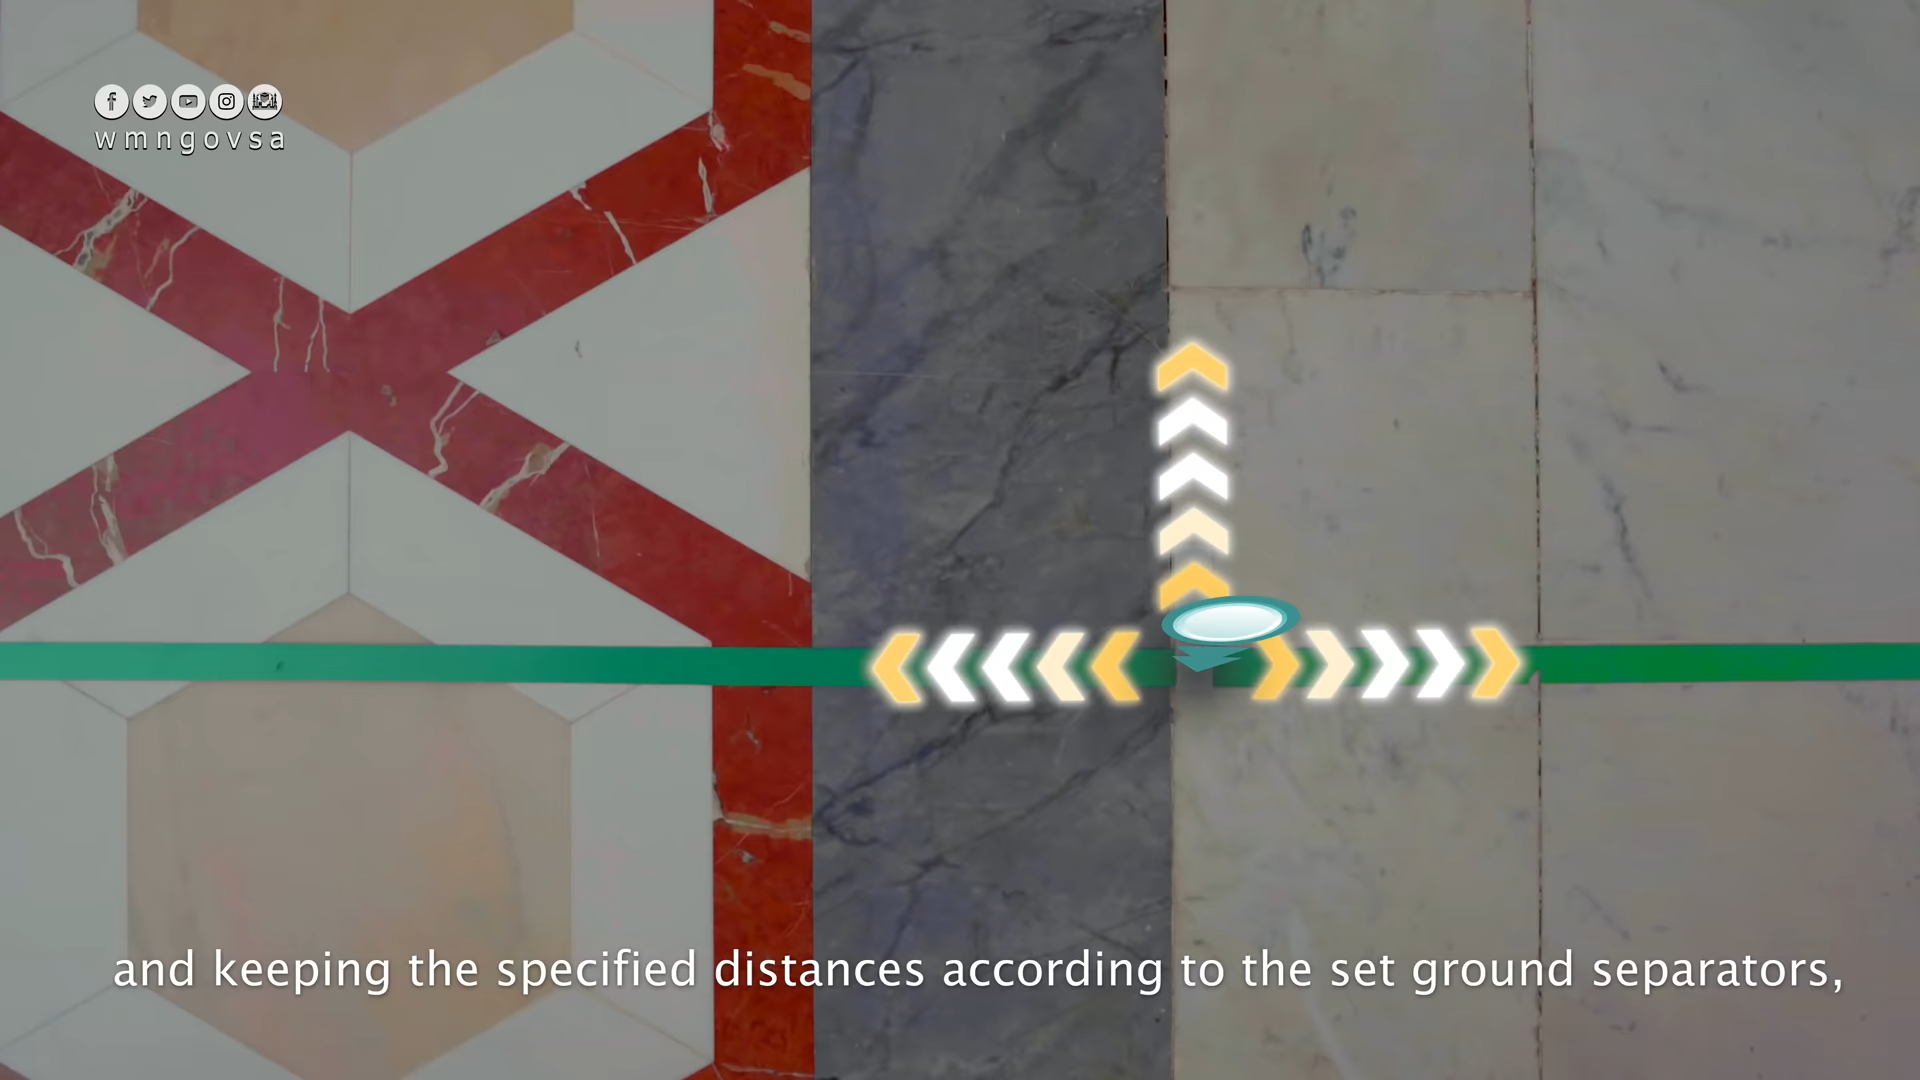 wmngovsa
and keeping the specified distances according to the set ground separators,